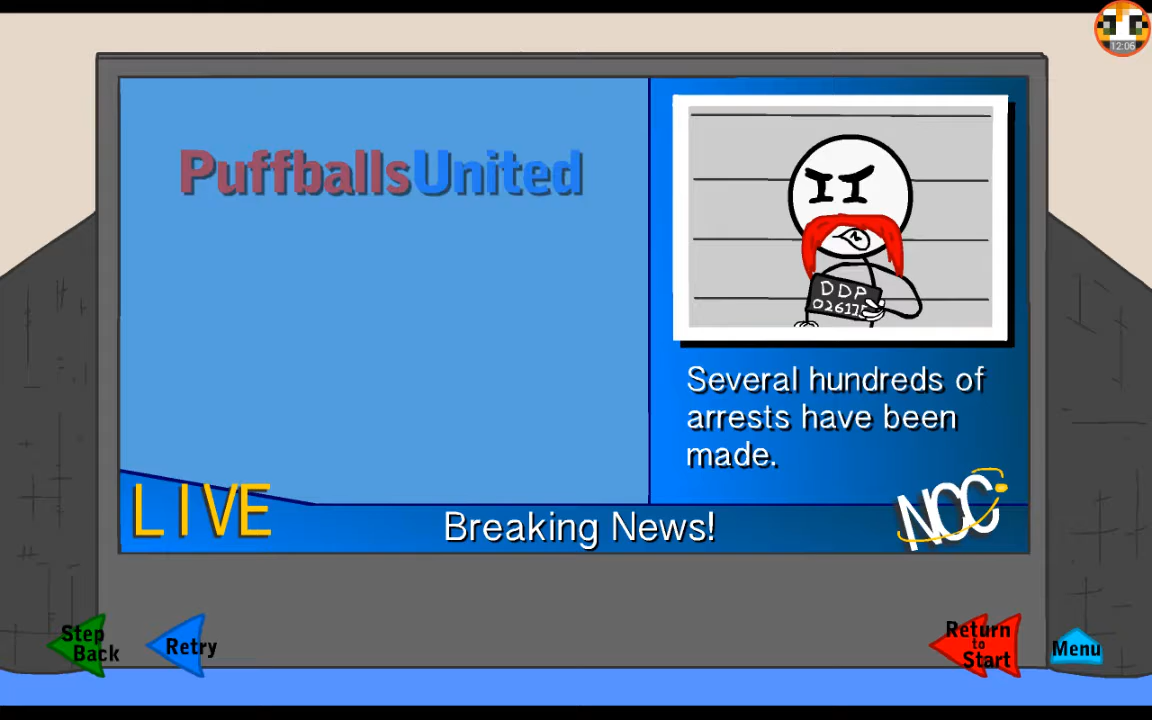 12:06
PuffballsUnited
DDP
02617
Several hundreds of
arrests have been
made.
LIVE
Breaking News!
NOC
Step
Back
Retry
Return
to
Start
Menu